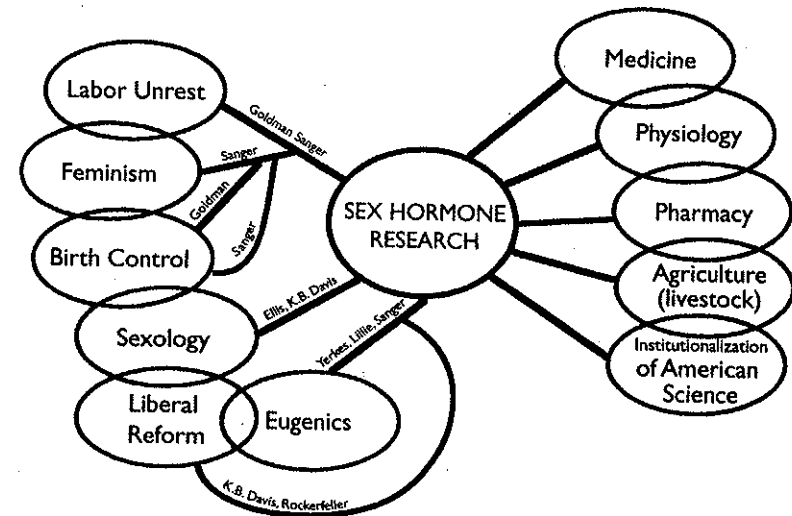 Labor Unrest
Goldman Sanger
Feminism
Sanger
Goldman
Sanger
Birth Control
Sexology
Ellis, K.B. Davis
Liberal
Reform
Eugenics
Yerkes, Lillie, Sanger
K.B. Davis, Rockerfeller
SEX HORMONE
RESEARCH
Medicine
Physiology
Pharmacy
Agriculture
(livestock)
Institutionalization
of American
Science